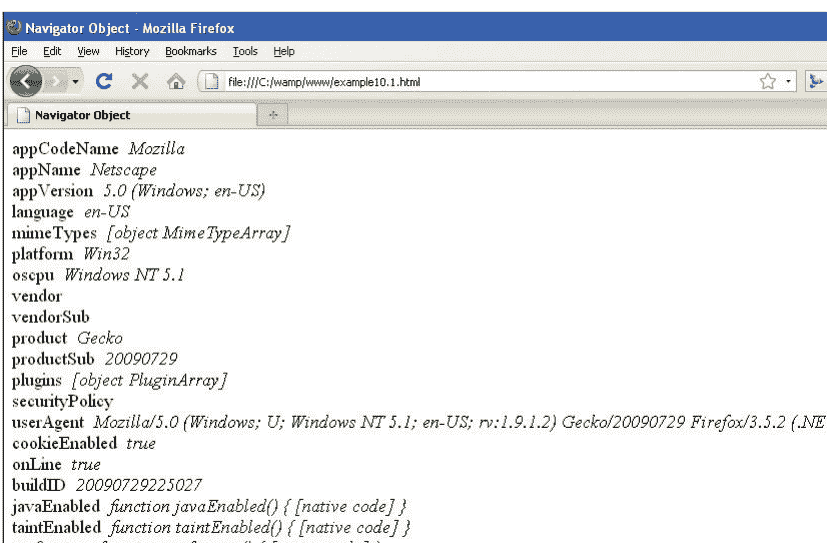 Navigator Object - Mozilla Firefox
File Edit View History Bookmarks Tools Help
file:///C:/wamp/www/example10.1.html
Navigator Object
appCodeName Mozilla
appName Netscape
appVersion 5.0 (Windows; en-US)
language en-US
mimeTypes [object MimeTypeArray]
platform Win32
oscpu Windows NT 5.1
vendor
vendorSub
product Gecko
productSub 20090729
plugins [object PluginArray]
securityPolicy
userAgent Mozilla/5.0 (Windows; U; Windows NT 5.1; en-US; rv:1.9.1.2) Gecko/20090729 Firefox/3.5.2 (.NE
cookieEnabled true
onLine true
buildID 20090729225027
javaEnabled function javaEnabled() { [native code] }
taintEnabled function taintEnabled() { [native code] }